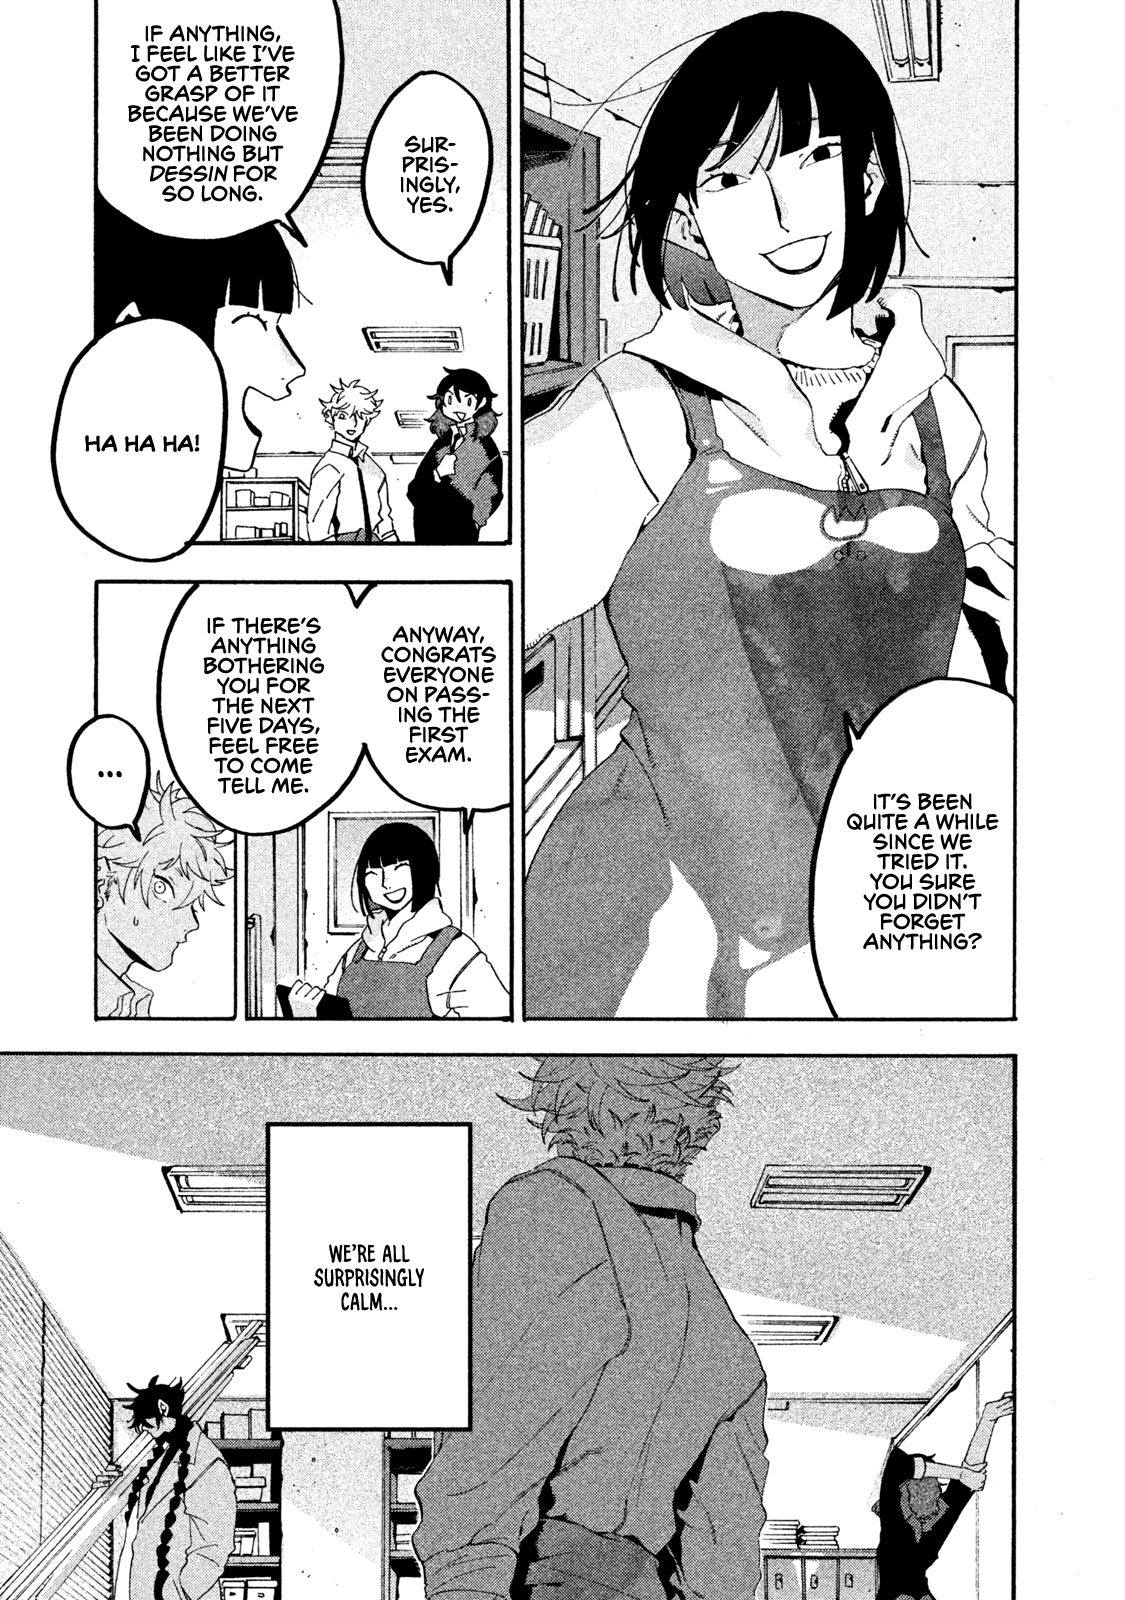 IT'S BEEN
QUITE A WHILE
SINCE WE
TRIED IT.
YOU SURE
YOU DIDN'T
FORGET
ANYTHING?
SUR-
PRIS-
INGLY,
YES.
IF ANYTHING,
I FEEL LIKE I'VE
GOT A BETTER
GRASP OF IT
BECAUSE WE'VE
BEEN DOING
NOTHING BUT
DESSIN FOR
SO LONG.
HA HA HA!
ANYWAY,
CONGRATS
EVERYONE
ON PASS-
ING THE
FIRST
EXAM.
IF THERE'S
ANYTHING
BOTHERING
YOU FOR
THE NEXT
FIVE DAYS,
FEEL FREE
TO COME
TELL ME.
...
WE'RE ALL
SURPRISINGLY
CALM...